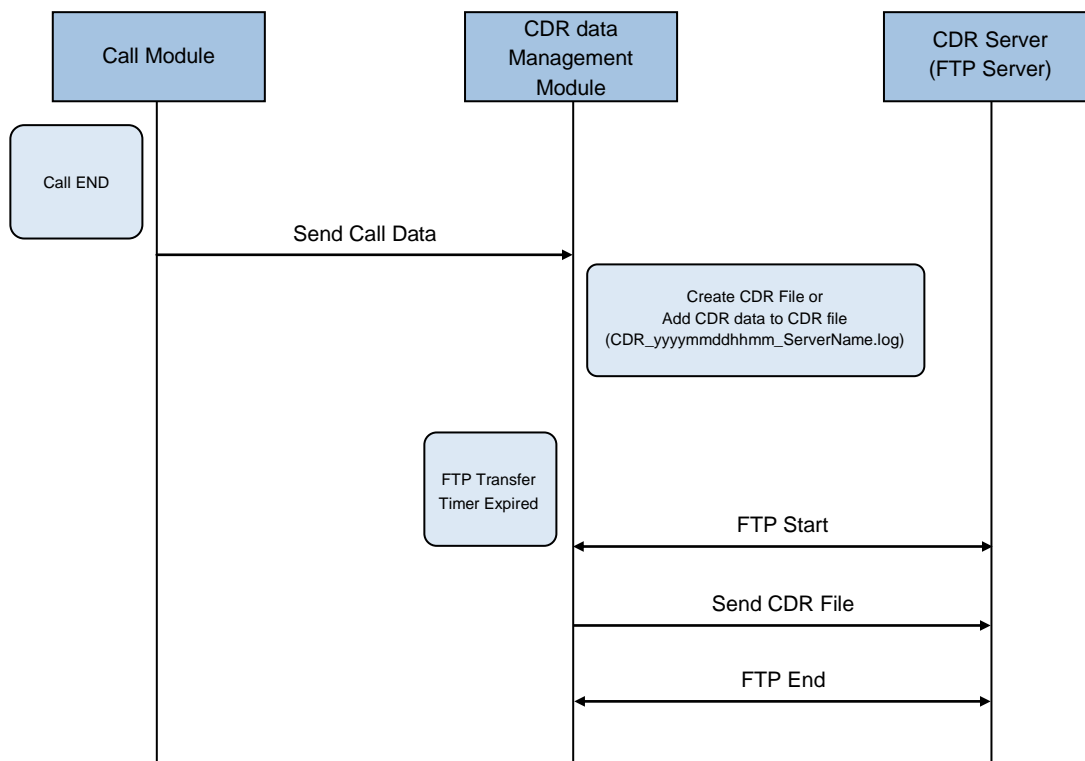 Call Module
CDR data
Management
Module
CDR Server
(FTP Server)
Call END
Send Call Data
Create CDR File or
Add CDR data to CDR file
(CDR_yyyymmddhhmm_ServerName.log)
FTP Transfer
Timer Expired
FTP Start
Send CDR File
FTP End